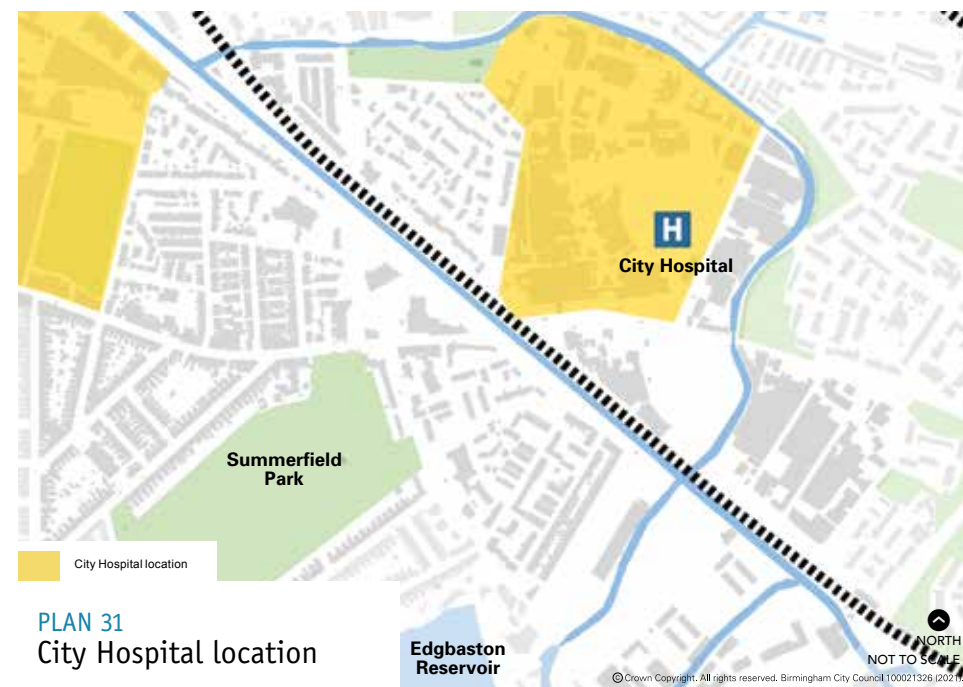 H
City Hospital
Summerfield
Park
City Hospital location
PLAN 31
City Hospital location
Edgbaston
Reservoir
NORTH
NOT TO SCALE
© Crown Copyright. All rights reserved. Birmingham City Council 100021326 (2021).